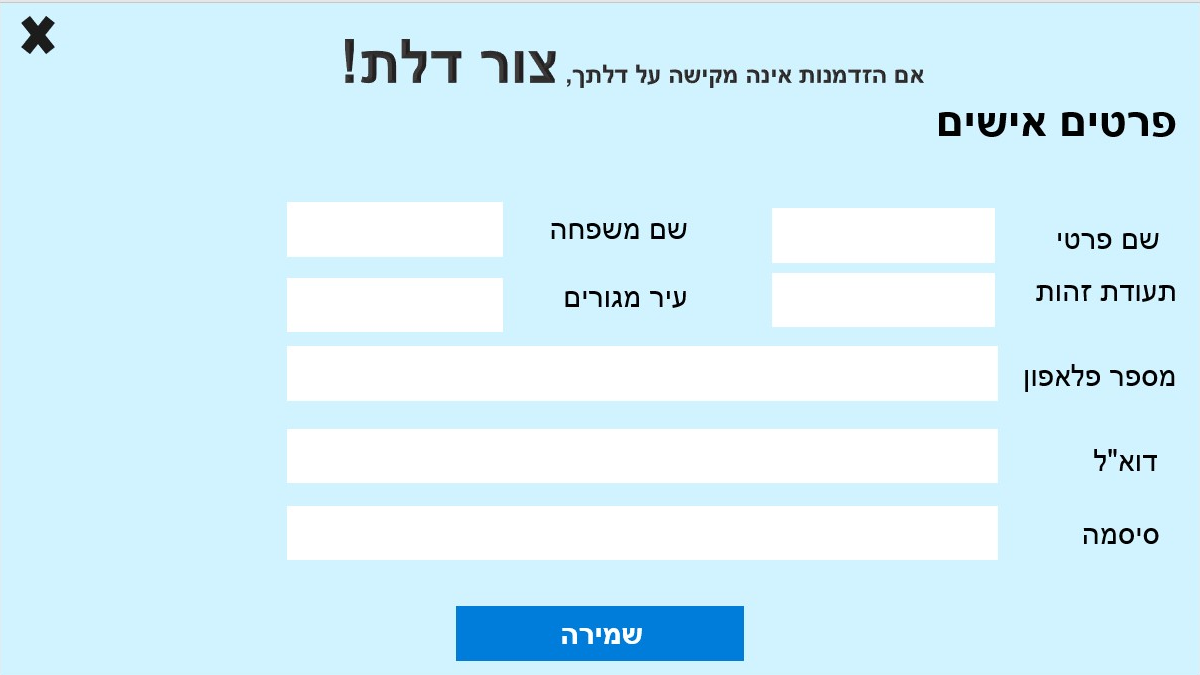 אם הזדמנות אינה מקישה על דלתך, צור דלת!
פרטים אישים
שם פרטי
שם משפחה
תעודת זהות
עיר מגורים
מספר פלאפון
דוא"ל
סיסמה
שמירה